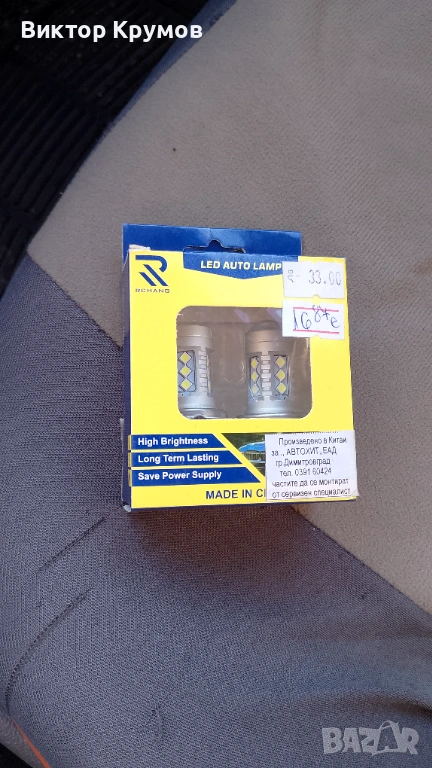 Виктор Крумов
RCHANG
LED AUTO LAMP
33.00
16 87 €
High Brightness
Long Term Lasting
Save Power Supply
MADE IN
Произведено в Китай
за ,, АВТОХИТ,, ЕАД
гр.Димитровград
тел. 0391 60424
частите да се монтират
от сервизен специалист
BAZAR